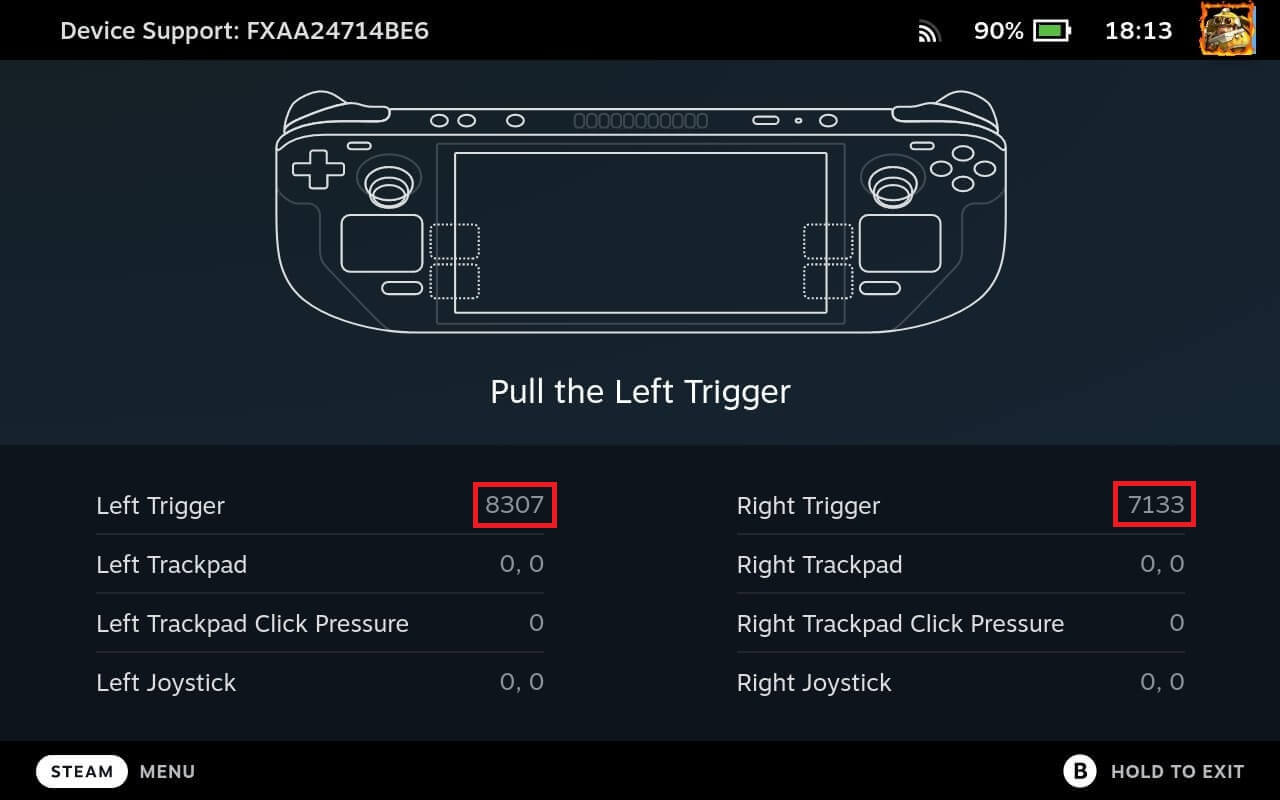 Device Support: FXAA24714BE6 90% 18:13
Pull the Left Trigger
Left Trigger 8307
Left Trackpad 0, 0
Left Trackpad Click Pressure 0
Left Joystick 0, 0
Right Trigger 7133
Right Trackpad 0, 0
Right Trackpad Click Pressure 0
Right Joystick 0, 0
STEAM MENU B HOLD TO EXIT